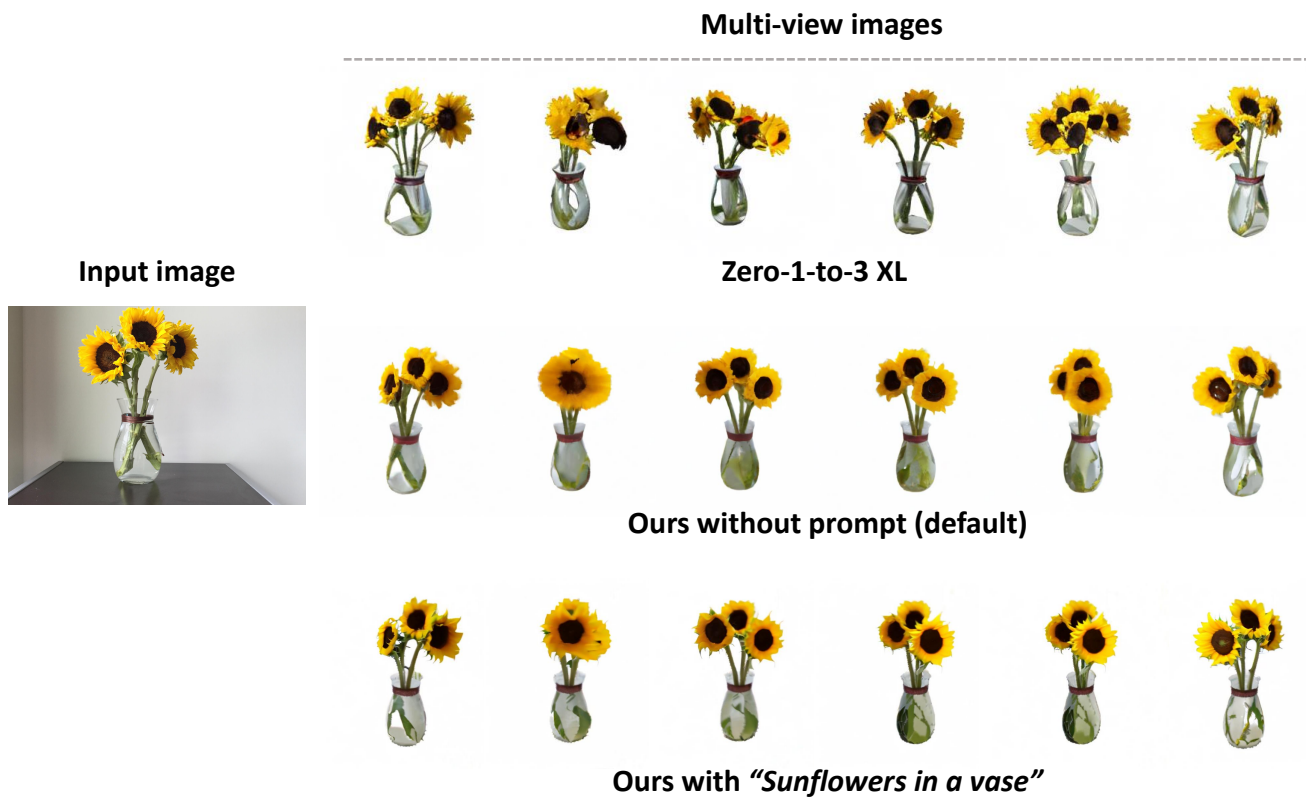 Multi-view images
Input image
Zero-1-to-3 XL
Ours without prompt (default)
Ours with “Sunflowers in a vase”